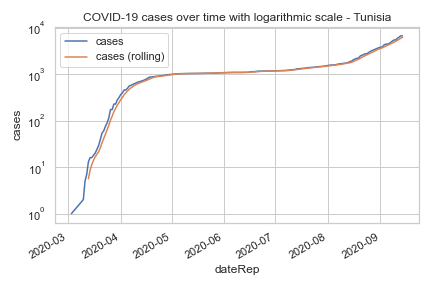 COVID-19 cases over time with logarithmic scale - Tunisia
cases
cases (rolling)
10⁴
10³
10²
10¹
10⁰
cases
2020-03
2020-04
2020-05
2020-06
2020-07
2020-08
2020-09
dateRep